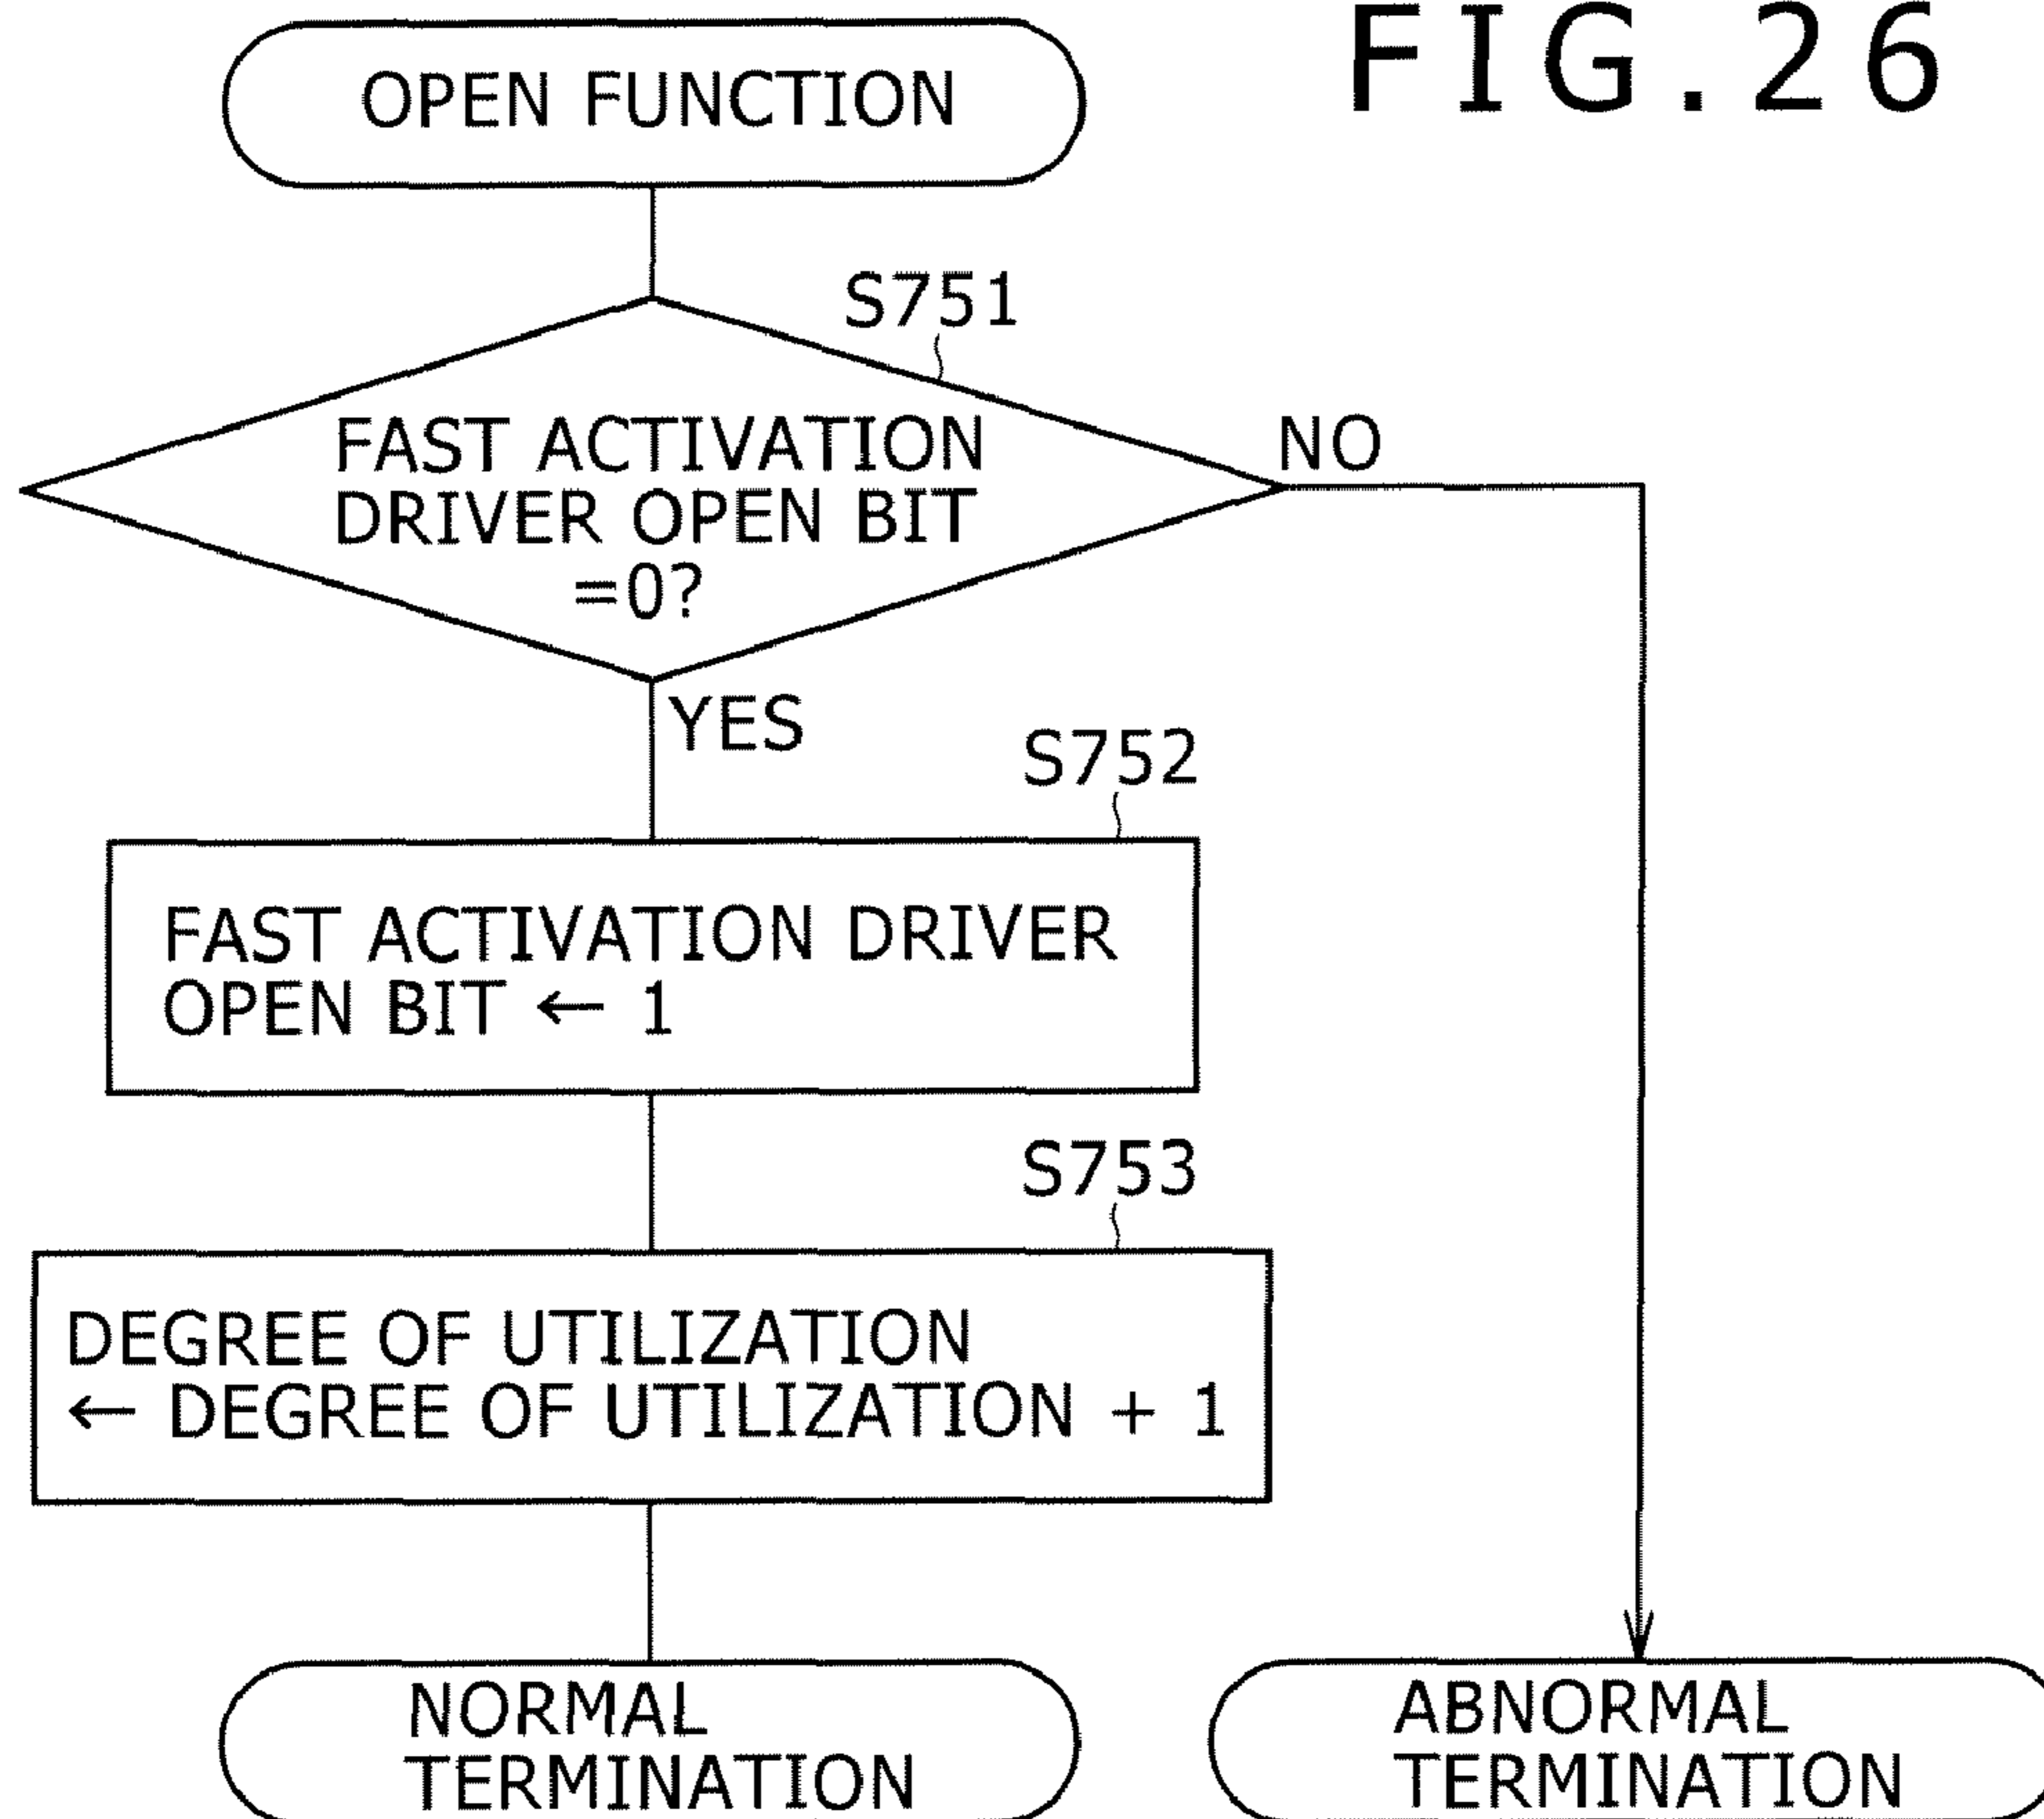 FIG.26
OPEN FUNCTION
S751
FAST ACTIVATION
DRIVER OPEN BIT
=0?
NO
YES
S752
FAST ACTIVATION DRIVER
OPEN BIT ← 1
S753
DEGREE OF UTILIZATION
← DEGREE OF UTILIZATION + 1
NORMAL
TERMINATION
ABNORMAL
TERMINATION